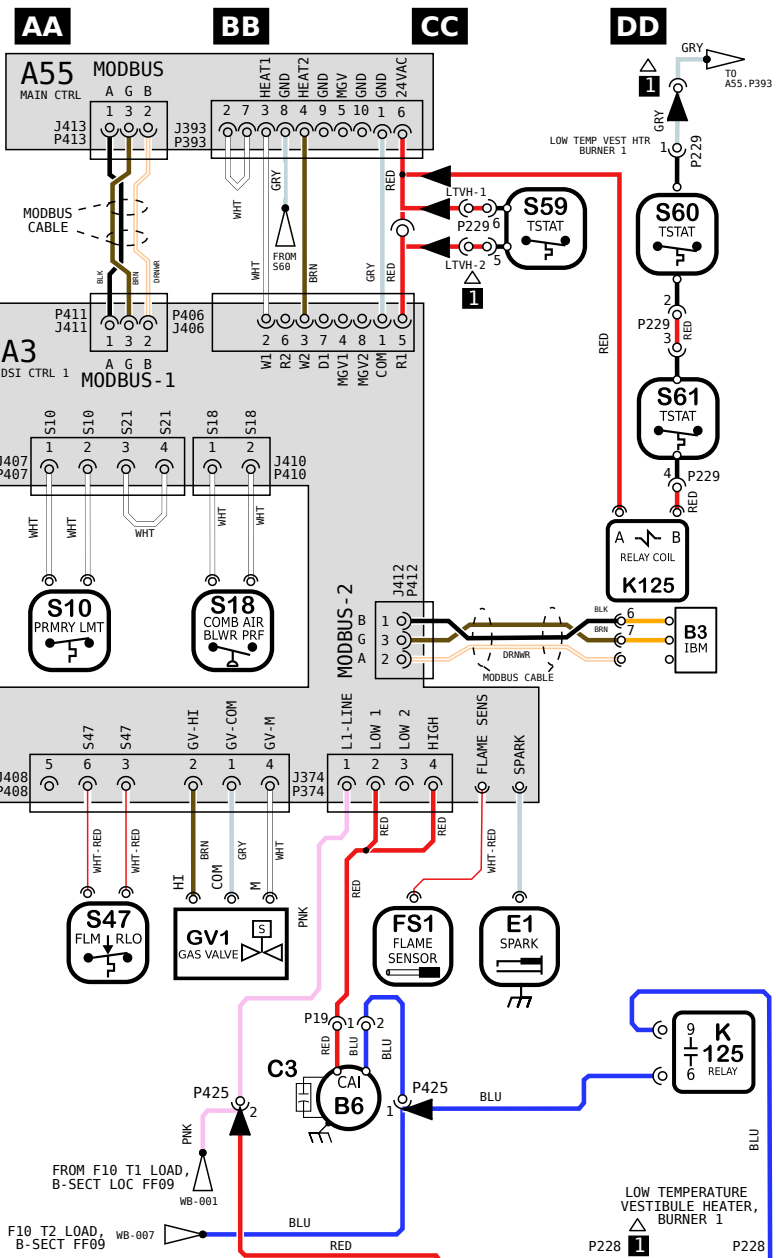 AA BB CC DD
A55 MODBUS
MAIN CTRL
A G B
1 3 2
J413
P413
HEAT1 GND HEAT2 GND MGV GND GND 24VAC
2 7 3 8 4 9 5 10 1 6
J393
P393
GRY
TO
A55.P393
1
GRY
LOW TEMP VEST HTR
BURNER 1
1 P229
MODBUS
CABLE
BLK BRN DRNWR
WHT
WHT
GRY
FROM
S60
BRN
GRY
RED
RED
LTVH-1
P229 6
5
LTVH-2
1
S59
TSTAT
S60
TSTAT
2
P229
3
RED
S61
TSTAT
4 P229
RED
RED
P411
J411
1 3 2
A G B
MODBUS-1
P406
J406
2 6 3 7 4 8 1 5
W1 R2 W2 D1 MGV1 MGV2 COM R1
A3
DSI CTRL 1
S10 S10 S21 S21
1 2 3 4
J407
P407
S18 S18
1 2
J410
P410
WHT WHT WHT
WHT WHT
S10
PRMRY LMT
S18
COMB AIR
BLWR PRF
A B
RELAY COIL
K125
MODBUS-2
J412
P412
B 1
G 3
A 2
BLK 6
BRN 7
DRNWR
MODBUS CABLE
B3
IBM
S47 S47
5 6 3
J408
P408
GV-HI GV-COM GV-M
2 1 4
L1-LINE LOW 1 LOW 2 HIGH
1 2 3 4
J374
P374
FLAME SENS SPARK
WHT-RED WHT-RED
BRN GRY WHT
HI COM M
RED RED
WHT-RED
PNK
RED
S47
FLM RLO
GV1
GAS VALVE
S
FS1
FLAME
SENSOR
E1
SPARK
P19 1 2
RED BLU BLU
C3
CAI
B6
P425
2
P425
1
BLU
9
6
K
125
RELAY
BLU
PNK
FROM F10 T1 LOAD,
B-SECT LOC FF09
WB-001
F10 T2 LOAD,
B-SECT FF09
WB-007
BLU
RED
LOW TEMPERATURE
VESTIBULE HEATER,
BURNER 1
P228 1 P228